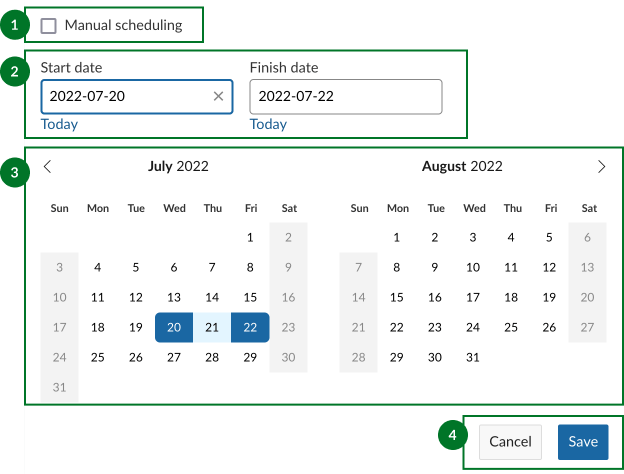 1 Manual scheduling
2 Start date Finish date
2022-07-20 2022-07-22
Today Today
3 July 2022 August 2022
Sun Mon Tue Wed Thu Fri Sat Sun Mon Tue Wed Thu Fri Sat
1 2 1 2 3 4 5 6
3 4 5 6 7 8 9 7 8 9 10 11 12 13
10 11 12 13 14 15 16 14 15 16 17 18 19 20
17 18 19 20 21 22 23 21 22 23 24 25 26 27
24 25 26 27 28 29 30 28 29 30 31
31
4 Cancel Save